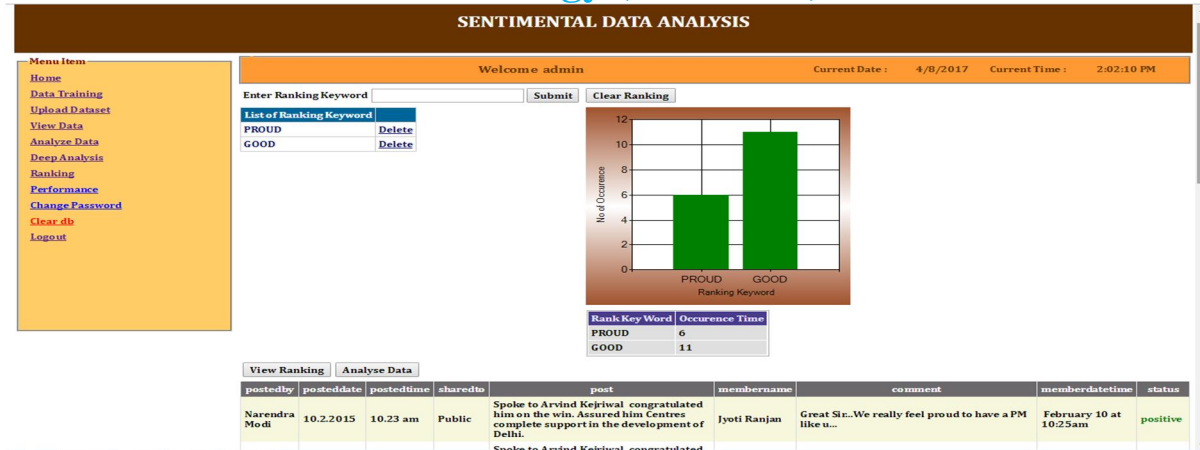 SENTIMENTAL DATA ANALYSIS
Menu Item
Home
Data Training
Upload Dataset
View Data
Analyze Data
Deep Analysis
Ranking
Performance
Change Password
Clear db
Logout
Welcome admin
Current Date : 4/8/2017 Current Time : 2:02:10 PM
Enter Ranking Keyword Submit Clear Ranking
List of Ranking Keyword
PROUD Delete
GOOD Delete
No of Occurence
12
10
8
6
4
2
0
PROUD GOOD
Ranking Keyword
Rank Key Word Occurence Time
PROUD 6
GOOD 11
View Ranking Analyse Data
postedby posteddate postedtime sharedto post membername comment memberdatetime status
Narendra Modi 10.2.2015 10.23 am Public
Spoke to Arvind Kejriwal congratulated
him on the win. Assured him Centres
complete support in the development of
Delhi.
Jyoti Ranjan
Great Sir...We really feel proud to have a PM
like u...
February 10 at
10:25am
positive
Spoke to Arvind Kejriwal congratulated